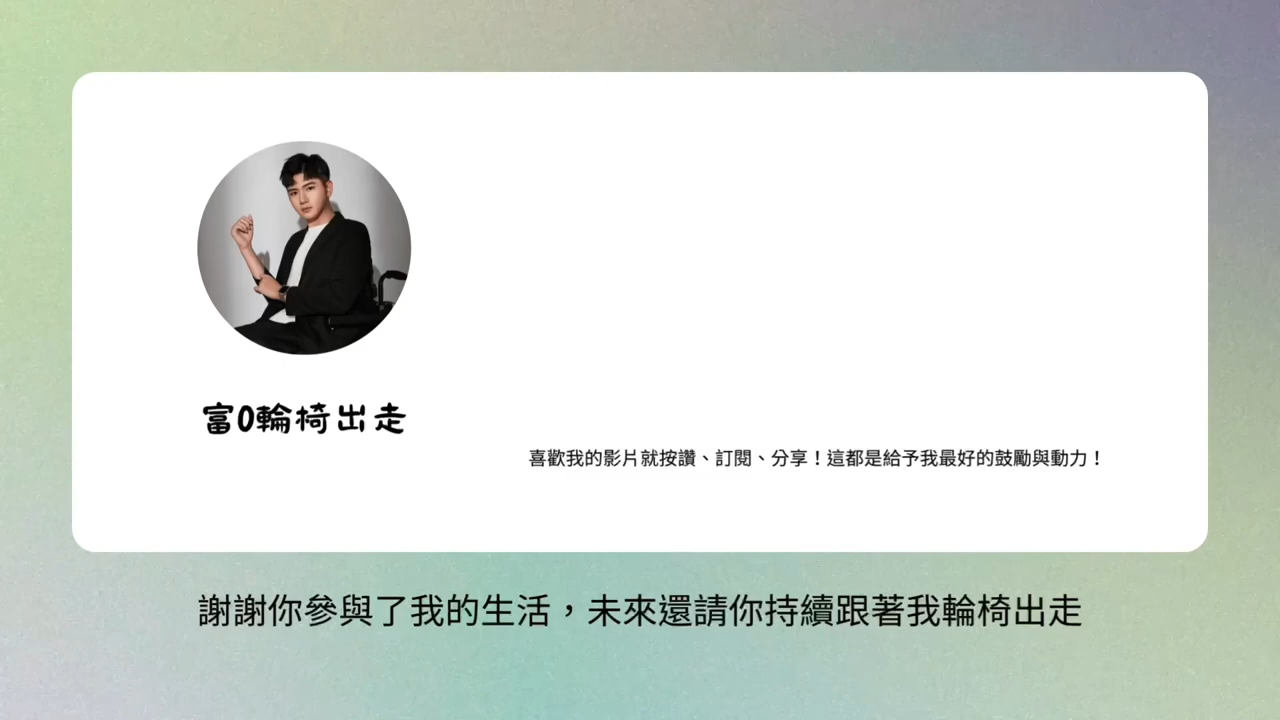 富0輪椅出走
喜歡我的影片就按讚、訂閱、分享！這都是給予我最好的鼓勵與動力！
謝謝你參與了我的生活，未來還請你持續跟著我輪椅出走